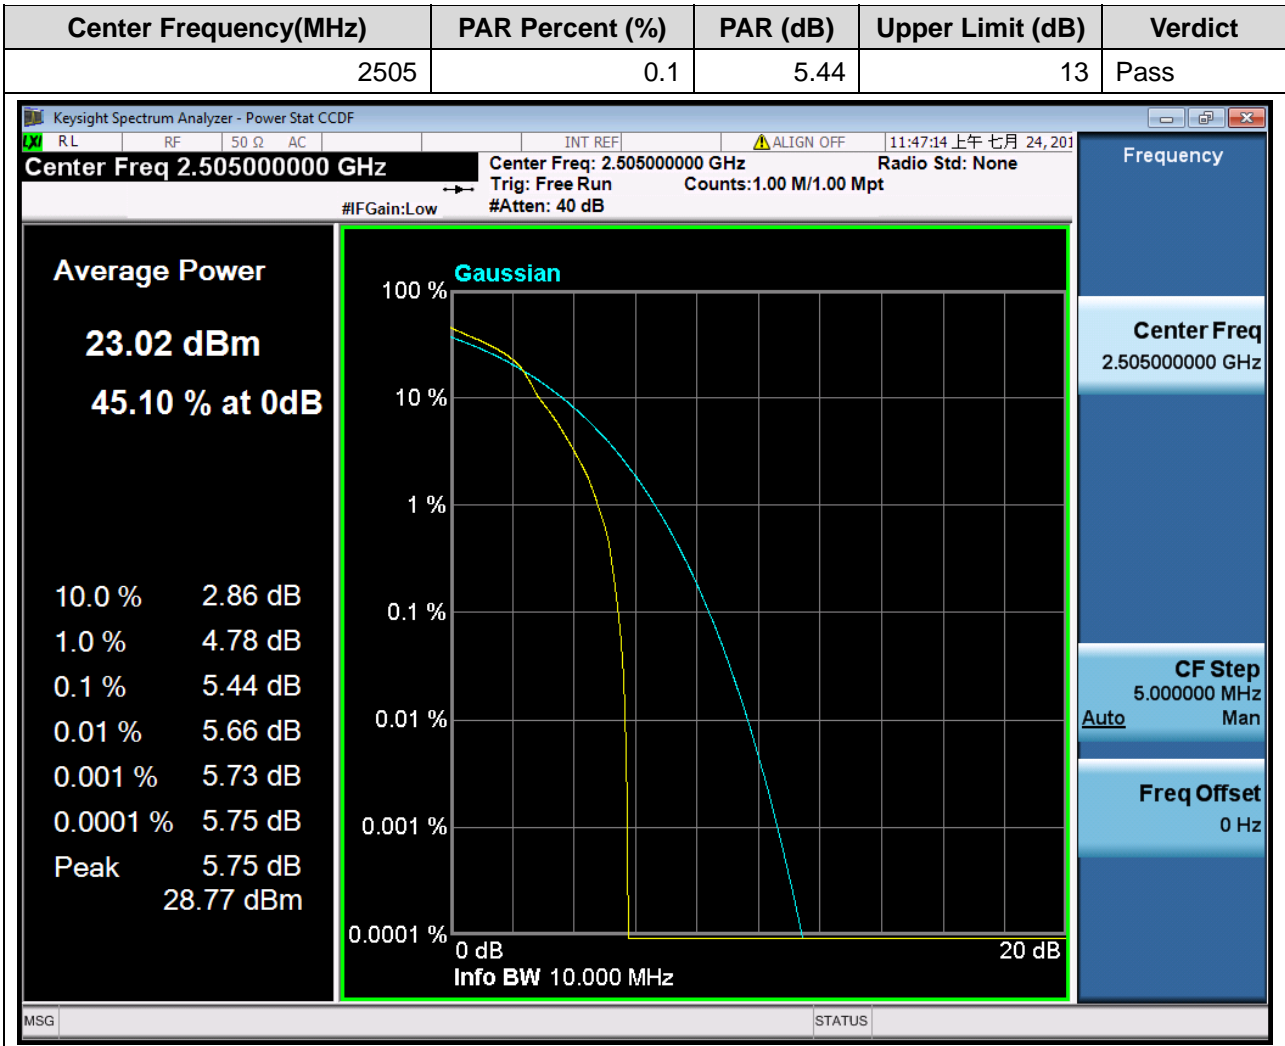 Center Frequency(MHz) PAR Percent (%) PAR (dB) Upper Limit (dB) Verdict
2505 0.1 5.44 13 Pass
Keysight Spectrum Analyzer - Power Stat CCDF
LXI RL RF 50 Ω AC INT REF ALIGN OFF 11:47:14 上午 七月 24, 201
Center Freq 2.505000000 GHz
Center Freq: 2.505000000 GHz Radio Std: None
Trig: Free Run Counts:1.00 M/1.00 Mpt
#IFGain:Low #Atten: 40 dB
Average Power
23.02 dBm
45.10 % at 0dB
10.0 % 2.86 dB
1.0 % 4.78 dB
0.1 % 5.44 dB
0.01 % 5.66 dB
0.001 % 5.73 dB
0.0001 % 5.75 dB
Peak 5.75 dB
28.77 dBm
Gaussian
100 %
10 %
1 %
0.1 %
0.01 %
0.001 %
0.0001 %
0 dB 20 dB
Info BW 10.000 MHz
Frequency
Center Freq
2.505000000 GHz
CF Step
5.000000 MHz
Auto Man
Freq Offset
0 Hz
MSG STATUS